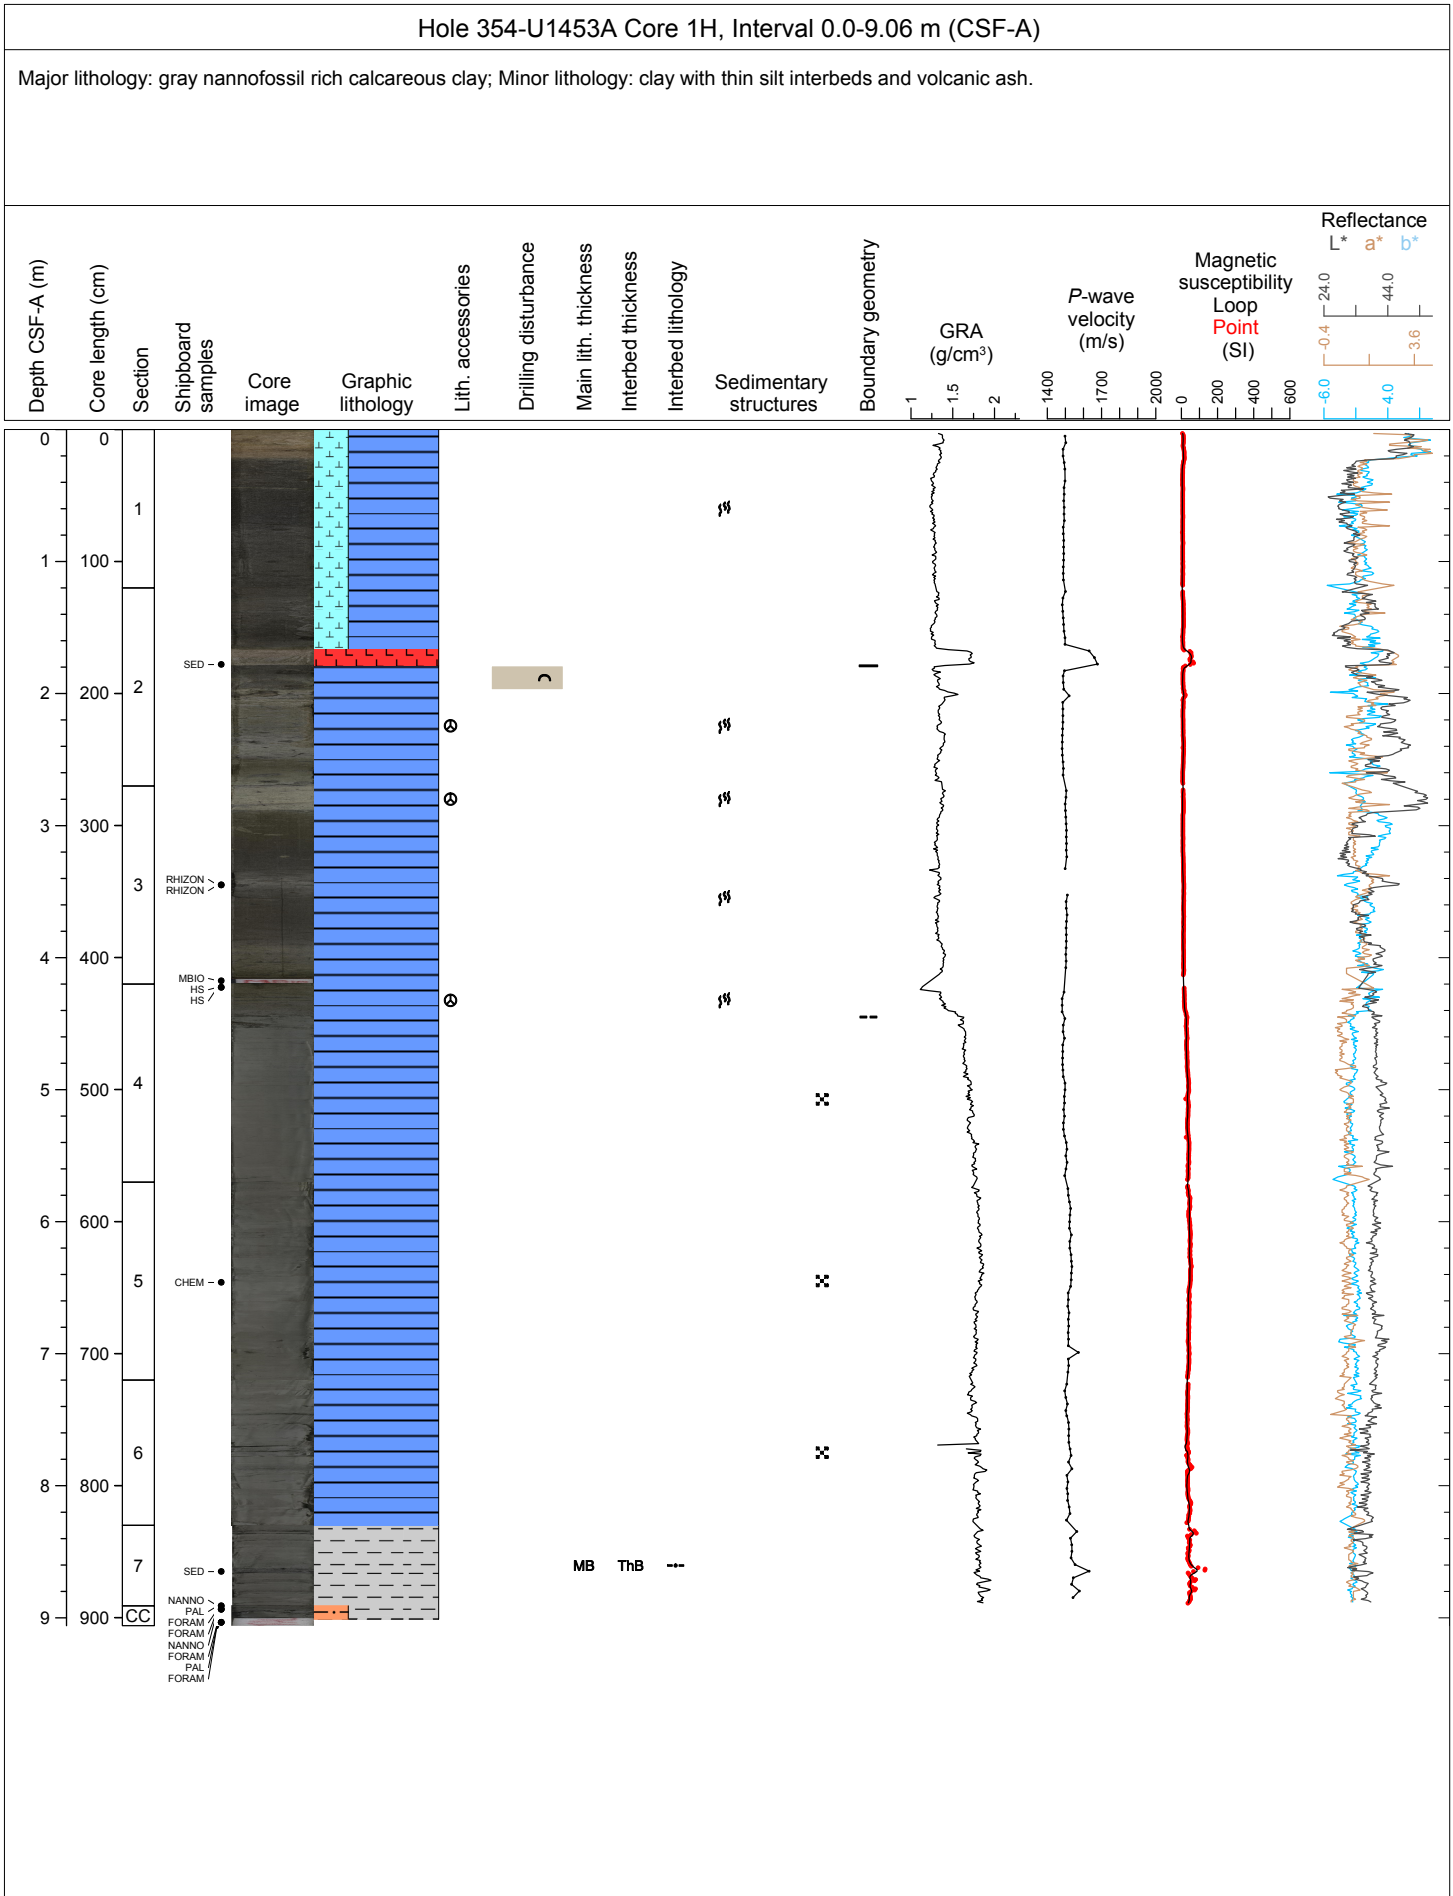 Hole 354-U1453A Core 1H, Interval 0.0-9.06 m (CSF-A)
Major lithology: gray nannofossil rich calcareous clay; Minor lithology: clay with thin silt interbeds and volcanic ash.
Depth CSF-A (m)
Core length (cm)
Section
Shipboard
samples
Core
image
Graphic
lithology
Lith. accessories
Drilling disturbance
Main lith. thickness
Interbed thickness
Interbed lithology
Sedimentary
structures
Boundary geometry
GRA
(g/cm³)
1
1.5
2
P-wave
velocity
(m/s)
1400
1700
2000
Magnetic
susceptibility
Loop
Point
(SI)
0
200
400
600
Reflectance
L* a* b*
24.0
44.0
-0.4
3.6
-6.0
4.0
0 0
1
1 100
SED
2 200
2
3 300
RHIZON
RHIZON
3
4 400
MBIO
HS
HS
4
5 500
6 600
CHEM
5
7 700
6
8 800
7
SED
MB ThB
NANNO
PAL
9 900
CC
FORAM
FORAM
NANNO
FORAM
PAL
FORAM